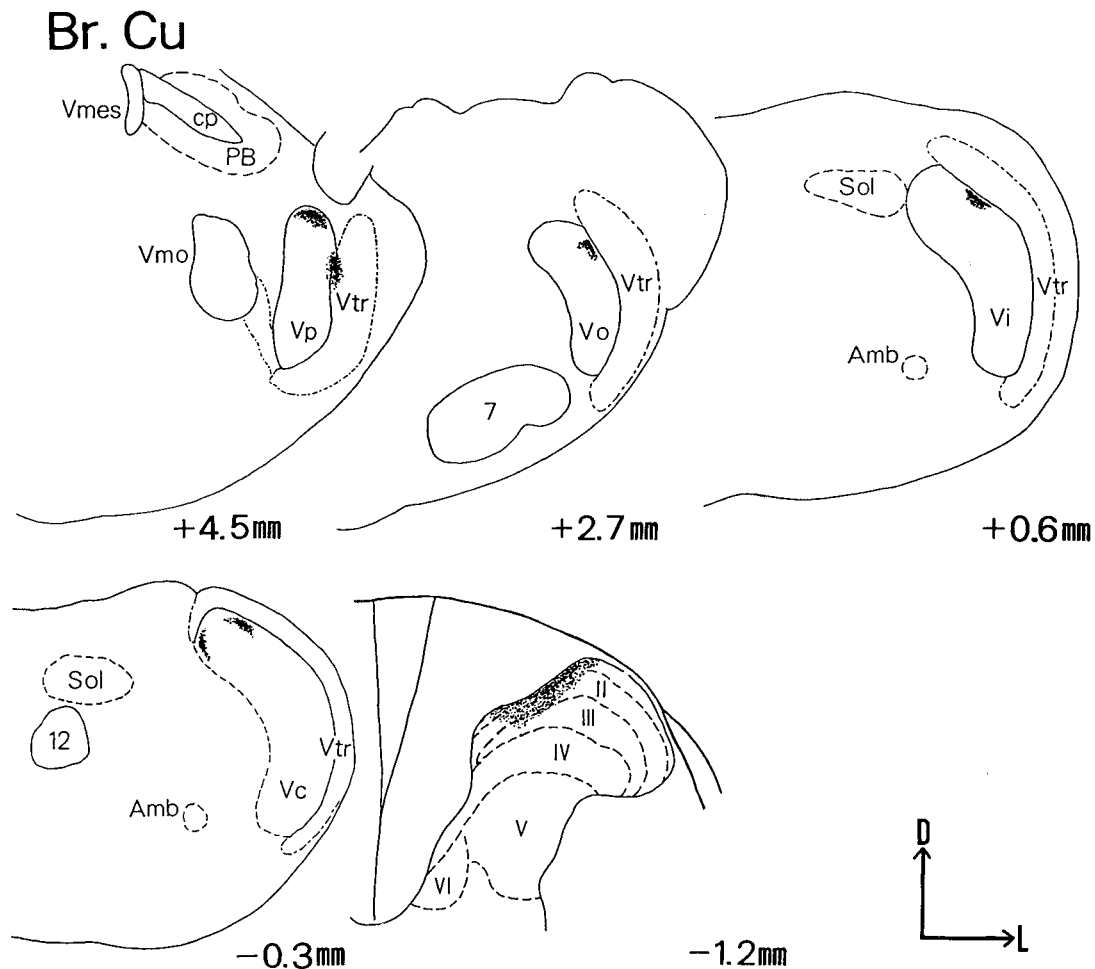 Br. Cu
Vmes
cp
PB
Vmo
Vp
Vtr
+4.5mm
Vtr
Vo
7
+2.7mm
Sol
Vtr
Vi
Amb
+0.6mm
Sol
12
Vtr
Vc
Amb
-0.3mm
II
III
IV
V
VI
-1.2mm
D
L